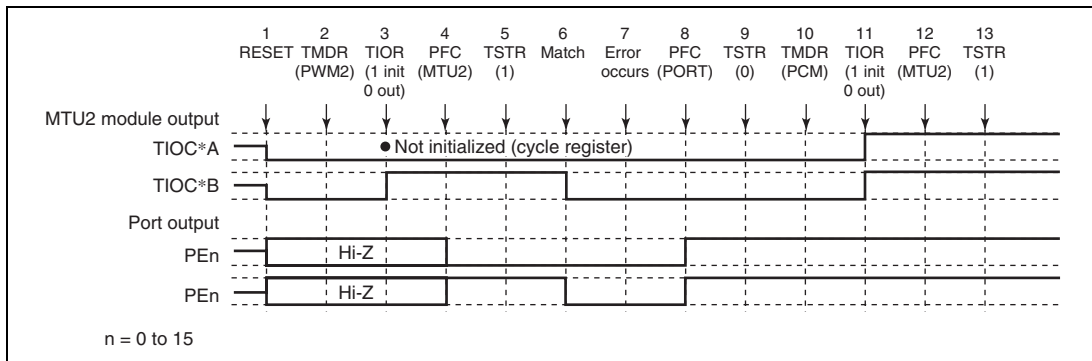 1 2 3 4 5 6 7 8 9 10 11 12 13
RESET TMDR TIOR PFC TSTR Match Error PFC TSTR TMDR TIOR PFC TSTR
(PWM2) (1 init (MTU2) (1) occurs (PORT) (0) (PCM) (1 init (MTU2) (1)
0 out) 0 out)
MTU2 module output
TIOC*A ● Not initialized (cycle register)
TIOC*B
Port output
PEn Hi-Z
PEn Hi-Z
n = 0 to 15